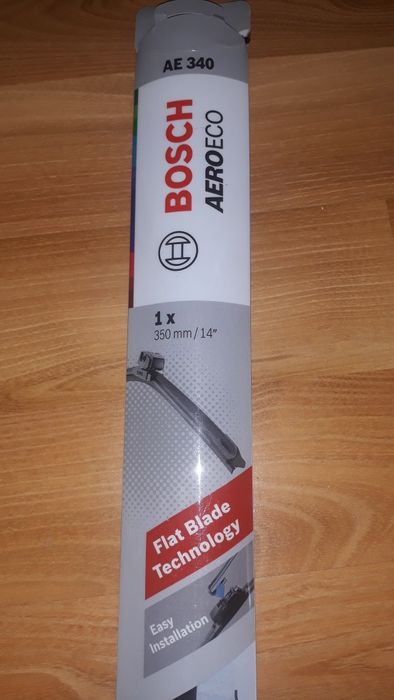 AE 340
BOSCH
AEROECO
1 x
350 mm / 14"
Flat Blade
Technology
Easy
Installation